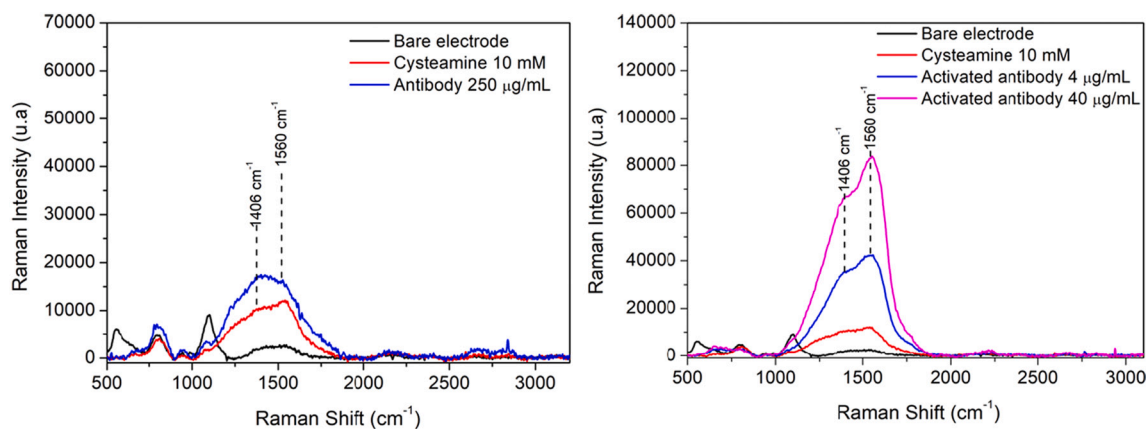 70000
60000
50000
40000
30000
20000
10000
0
Raman Intensity (u.a)
Bare electrode
Cysteamine 10 mM
Antibody 250 μg/mL
1406 cm⁻¹
1560 cm⁻¹
500 1000 1500 2000 2500 3000
Raman Shift (cm⁻¹)
140000
120000
100000
80000
60000
40000
20000
0
Raman Intensity (u.a)
Bare electrode
Cysteamine 10 mM
Activated antibody 4 μg/mL
Activated antibody 40 μg/mL
1406 cm⁻¹
1560 cm⁻¹
500 1000 1500 2000 2500 3000
Raman Shift (cm⁻¹)